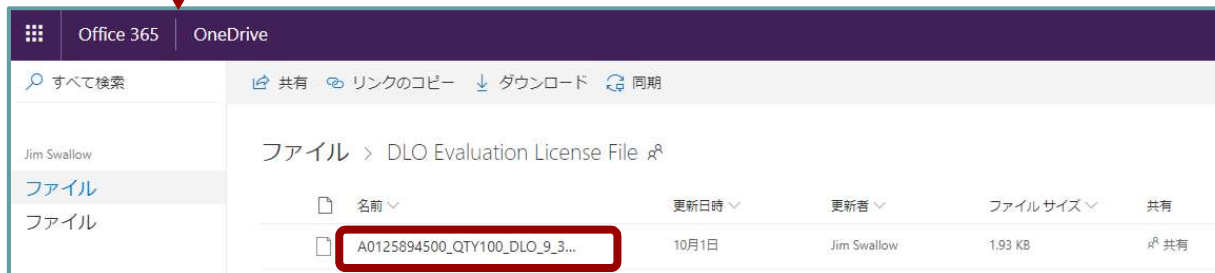 Office 365 OneDrive
すべて検索 共有 リンクのコピー ダウンロード 同期
Jim Swallow
ファイル
ファイル
ファイル > DLO Evaluation License File
名前 更新日時 更新者 ファイル サイズ 共有
A0125894500_QTY100_DLO_9_3... 10月1日 Jim Swallow 1.93 KB 共有